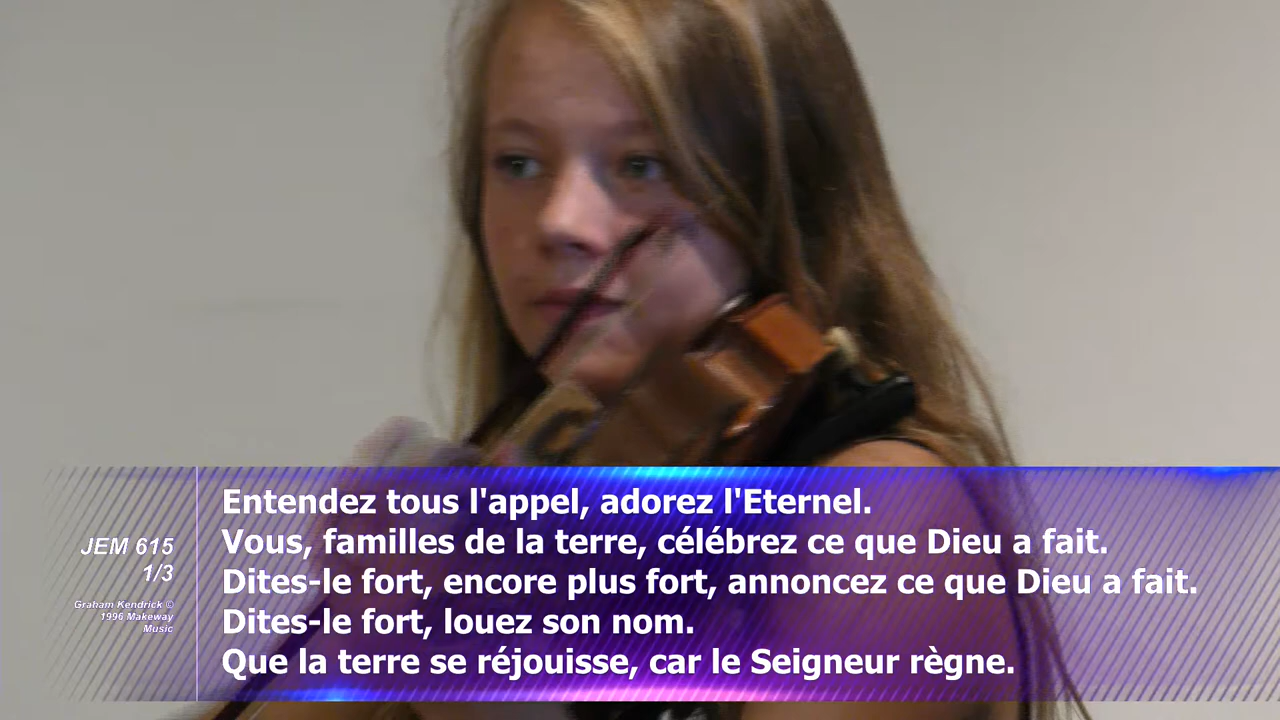 JEM 615
1/3
Graham Kendrick ©
1996 Makeway
Music
Entendez tous l'appel, adorez l'Eternel.
Vous, familles de la terre, célébrez ce que Dieu a fait.
Dites-le fort, encore plus fort, annoncez ce que Dieu a fait.
Dites-le fort, louez son nom.
Que la terre se réjouisse, car le Seigneur règne.